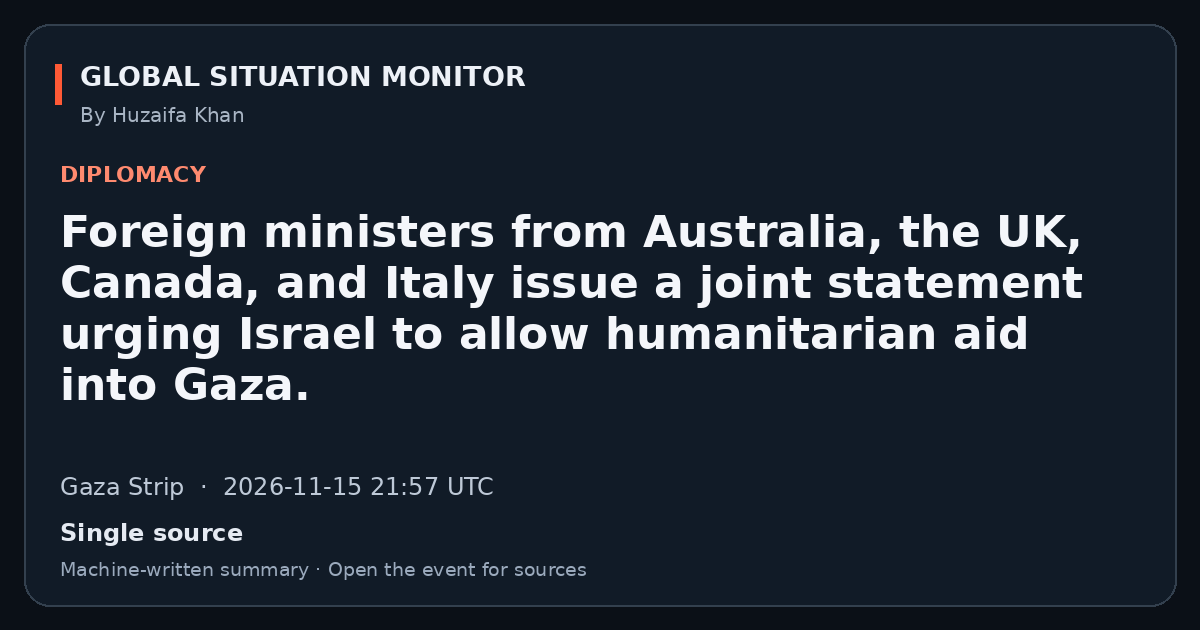 GLOBAL SITUATION MONITOR
By Huzaifa Khan
DIPLOMACY
Foreign ministers from Australia, the UK,
Canada, and Italy issue a joint statement
urging Israel to allow humanitarian aid
into Gaza.
Gaza Strip · 2026-11-15 21:57 UTC
Single source
Machine-written summary · Open the event for sources